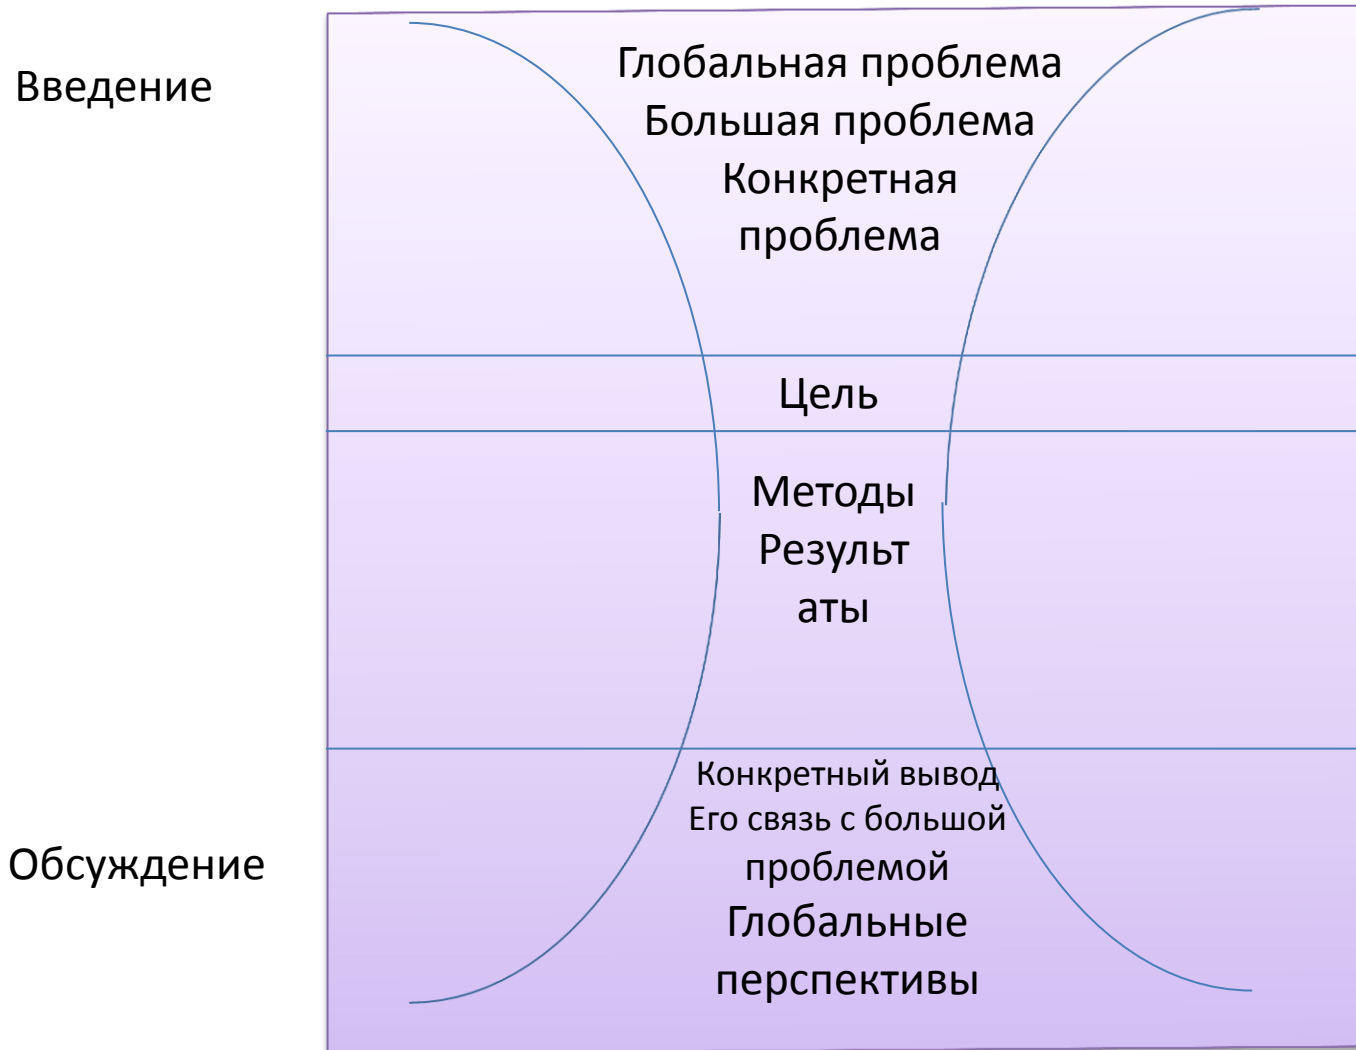 Введение
Глобальная проблема
Большая проблема
Конкретная
проблема
Цель
Методы
Результ
аты
Конкретный вывод
Его связь с большой
проблемой
Обсуждение
Глобальные
перспективы